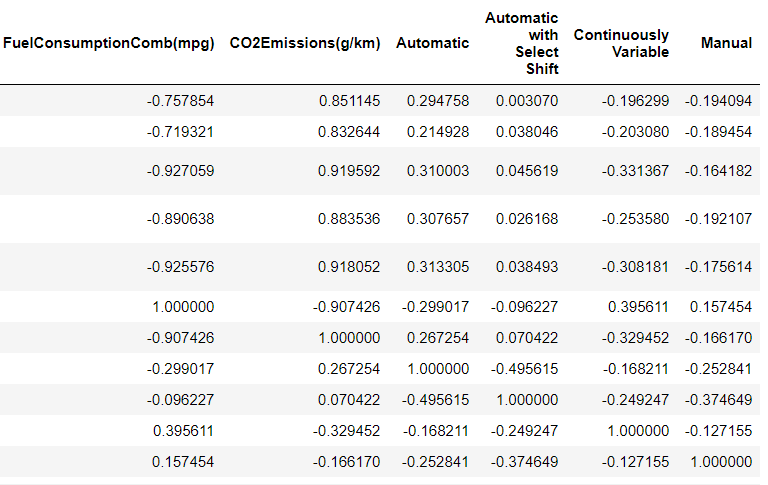 FuelConsumptionComb(mpg) CO2Emissions(g/km) Automatic Automatic with Select Shift Continuously Variable Manual
-0.757854 0.851145 0.294758 0.003070 -0.196299 -0.194094
-0.719321 0.832644 0.214928 0.038046 -0.203080 -0.189454
-0.927059 0.919592 0.310003 0.045619 -0.331367 -0.164182
-0.890638 0.883536 0.307657 0.026168 -0.253580 -0.192107
-0.925576 0.918052 0.313305 0.038493 -0.308181 -0.175614
1.000000 -0.907426 -0.299017 -0.096227 0.395611 0.157454
-0.907426 1.000000 0.267254 0.070422 -0.329452 -0.166170
-0.299017 0.267254 1.000000 -0.495615 -0.168211 -0.252841
-0.096227 0.070422 -0.495615 1.000000 -0.249247 -0.374649
0.395611 -0.329452 -0.168211 -0.249247 1.000000 -0.127155
0.157454 -0.166170 -0.252841 -0.374649 -0.127155 1.000000